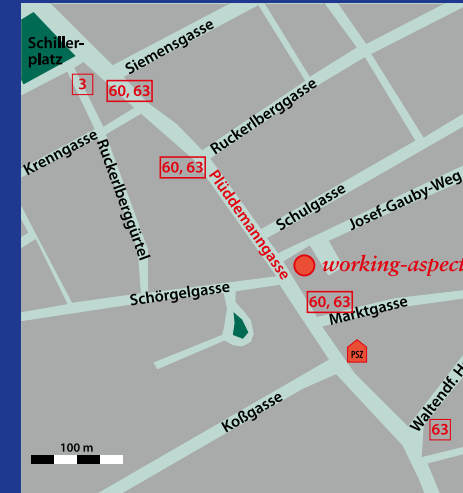 Schiller-
platz
Siemensgasse
3
60, 63
Ruckerlberggasse
Krenngasse
Ruckerlberggürtel
60, 63
Plüddemanngasse
Schulgasse
Josef-Gauby-Weg
working-aspect
Schörgelgasse
60, 63
Marktgasse
PSZ
Koßgasse
Waltendf. H
63
100 m